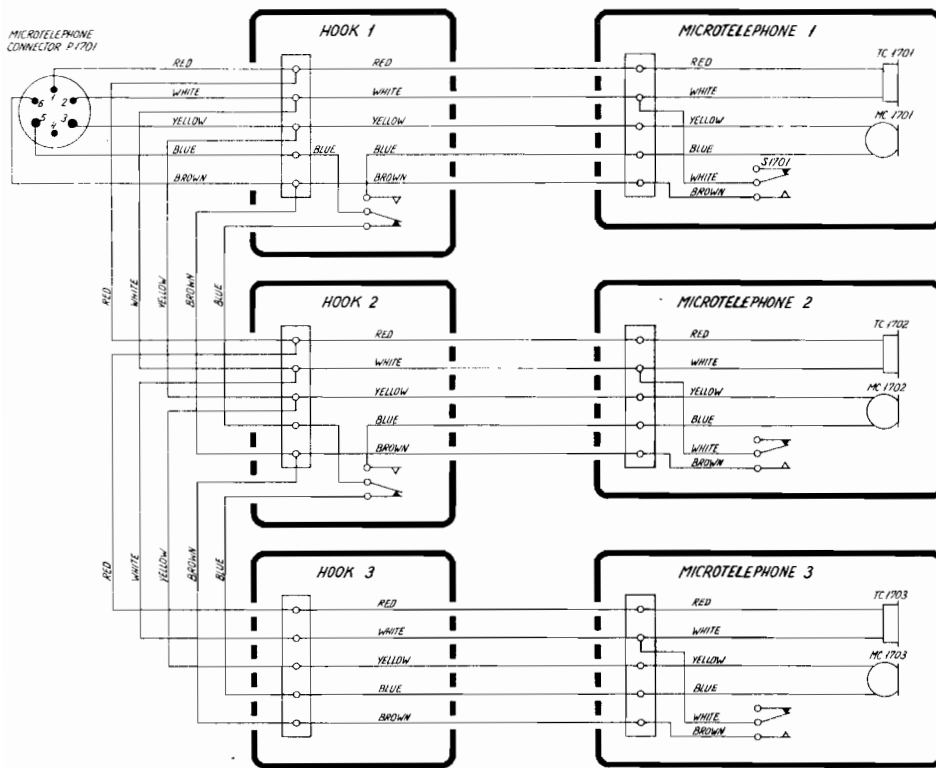 MICROTELEPHONE
CONNECTOR P1701
1
2
3
4
5
6
RED
WHITE
YELLOW
BLUE
BROWN
HOOK 1
RED
WHITE
YELLOW
BLUE
BLUE
BROWN
MICROTELEPHONE 1
RED
WHITE
YELLOW
BLUE
WHITE
BROWN
TC 1701
MC 1701
S1701
RED
WHITE
YELLOW
BROWN
BLUE
HOOK 2
RED
WHITE
YELLOW
BLUE
BROWN
MICROTELEPHONE 2
RED
WHITE
YELLOW
BLUE
WHITE
BROWN
TC 1702
MC 1702
RED
WHITE
YELLOW
BROWN
BLUE
HOOK 3
RED
WHITE
YELLOW
BLUE
BROWN
MICROTELEPHONE 3
RED
WHITE
YELLOW
BLUE
WHITE
BROWN
TC 1703
MC 1703